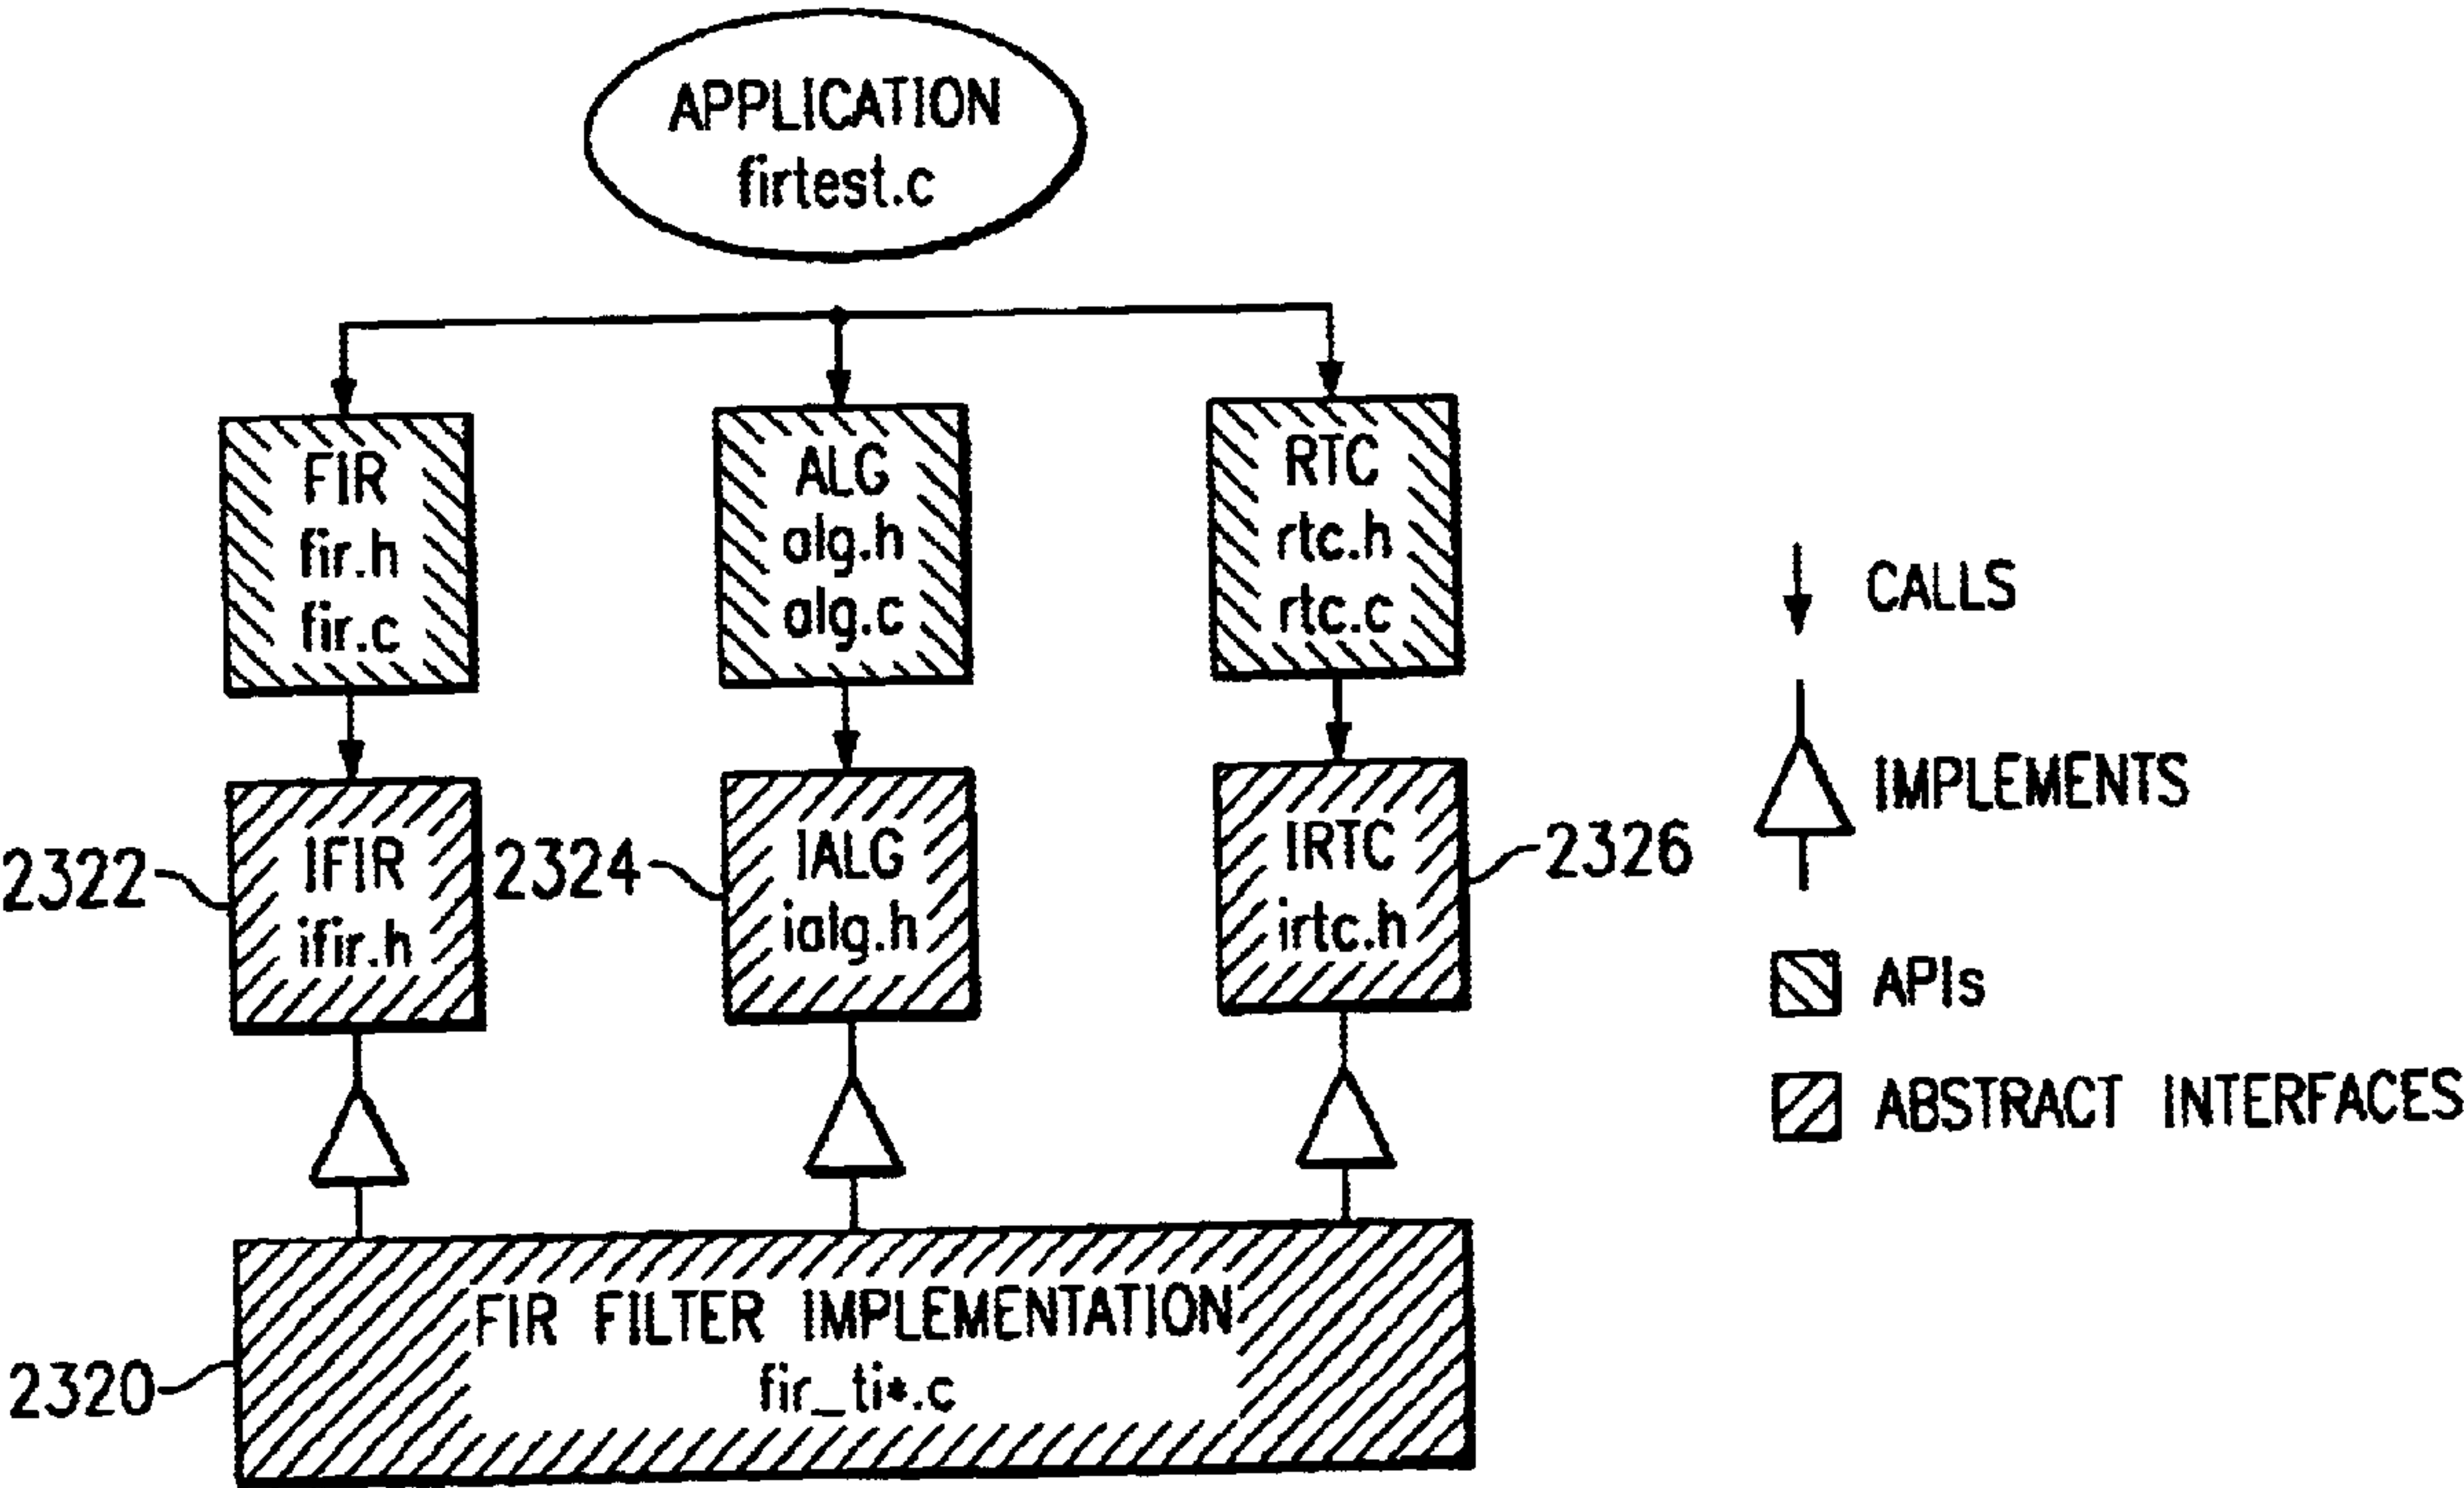 APPLICATION
firtest.c
FIR
fir.h
fir.c
ALG
alg.h
alg.c
RTC
rtc.h
rtc.c
CALLS
IMPLEMENTS
APIs
ABSTRACT INTERFACES
2322
IFIR
ifir.h
2324
IALG
ialg.h
IRTC
irtc.h
2326
2320
FIR FILTER IMPLEMENTATION
fir_ti*.c